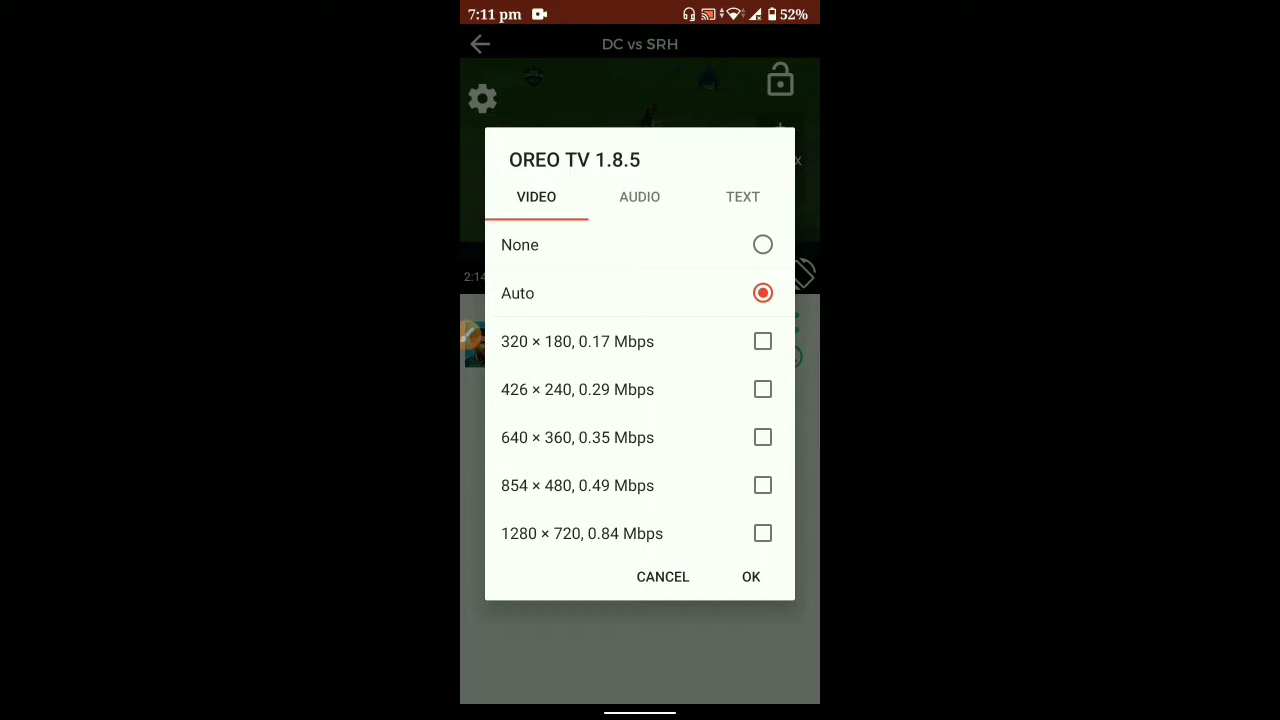 7:11 pm
52%
DC vs SRH
OREO TV 1.8.5
VIDEO AUDIO TEXT
x
None
Auto
2:14
320 × 180, 0.17 Mbps
426 × 240, 0.29 Mbps
640 × 360, 0.35 Mbps
854 × 480, 0.49 Mbps
1280 × 720, 0.84 Mbps
CANCEL OK